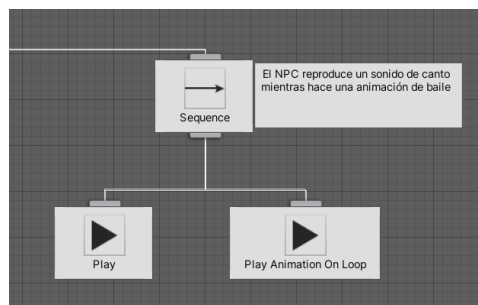 El NPC reproduce un sonido de canto
mientras hace una animación de baile
Sequence
Play
Play Animation On Loop